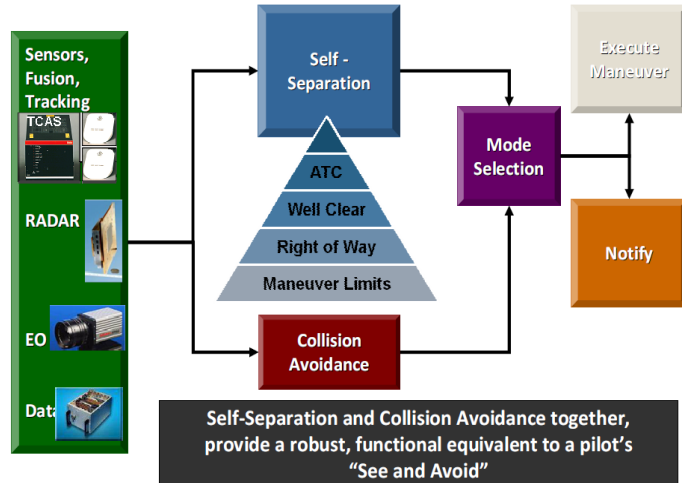 Sensors,
Fusion,
Tracking
TCAS
RADAR
EO
Data
Self -
Separation
ATC
Well Clear
Right of Way
Maneuver Limits
Collision
Avoidance
Mode
Selection
Execute
Maneuver
Notify
Self-Separation and Collision Avoidance together,
provide a robust, functional equivalent to a pilot's
“See and Avoid”